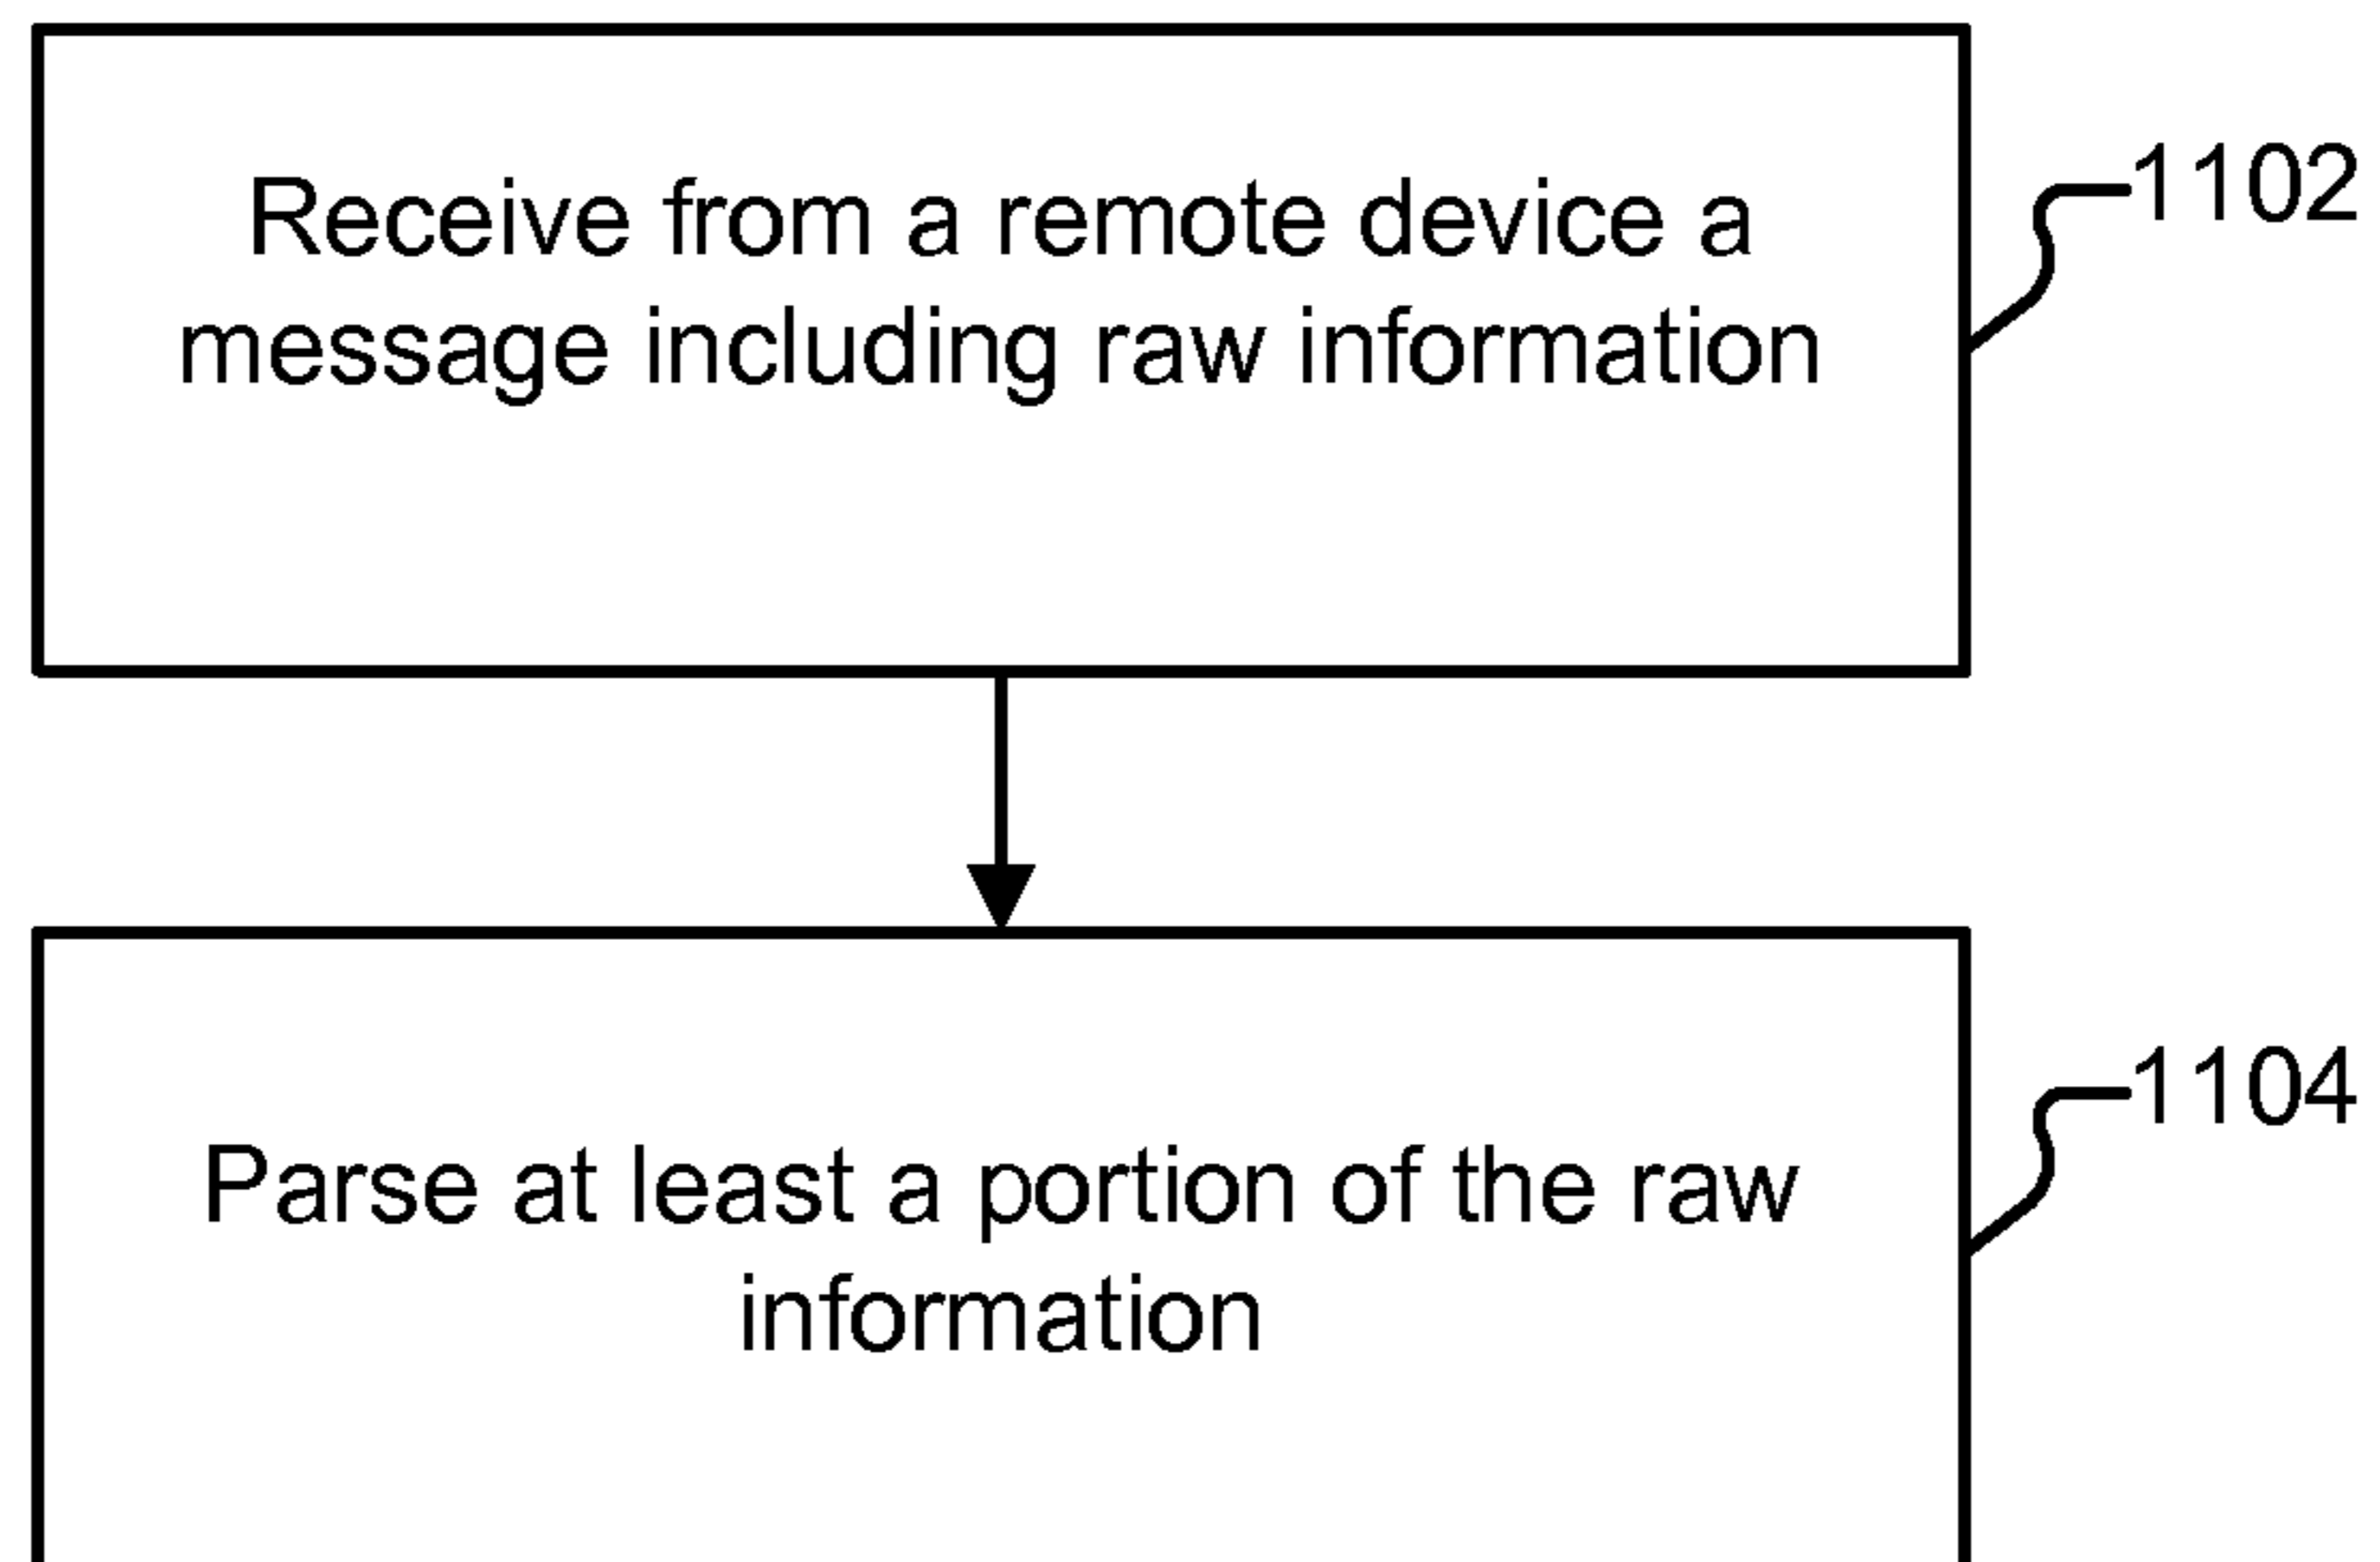 Receive from a remote device a
message including raw information
1102
Parse at least a portion of the raw
information
1104